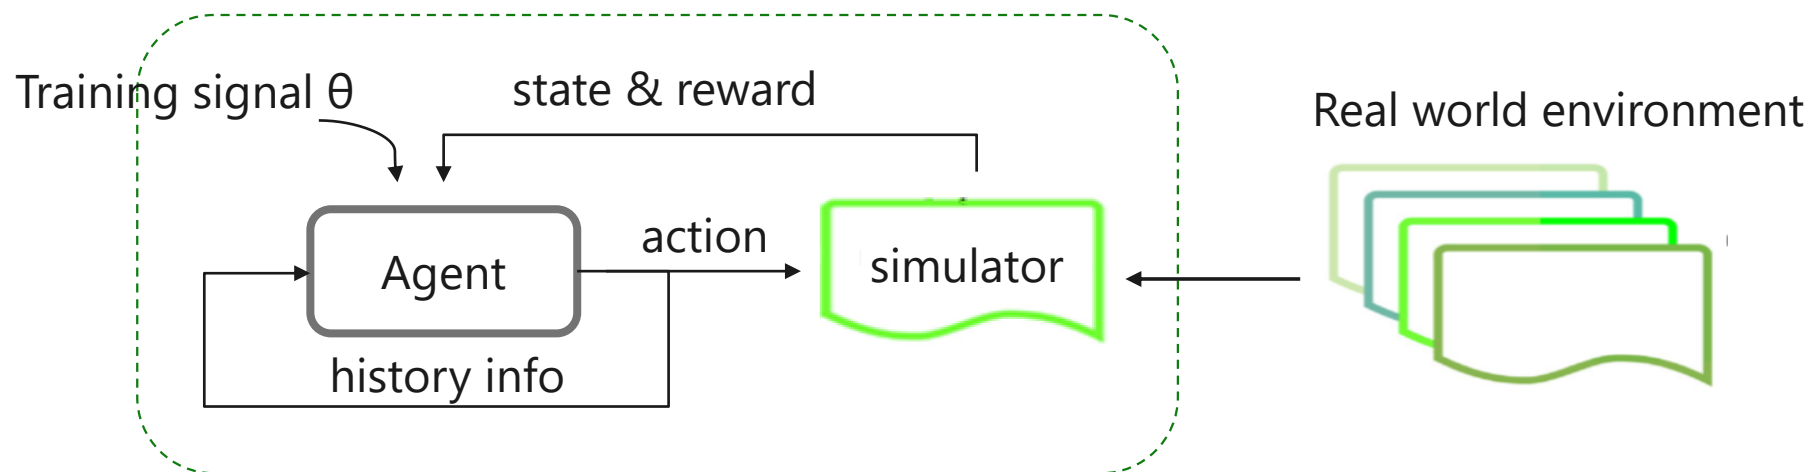 Training signal θ
state & reward
Real world environment
action
Agent
simulator
history info